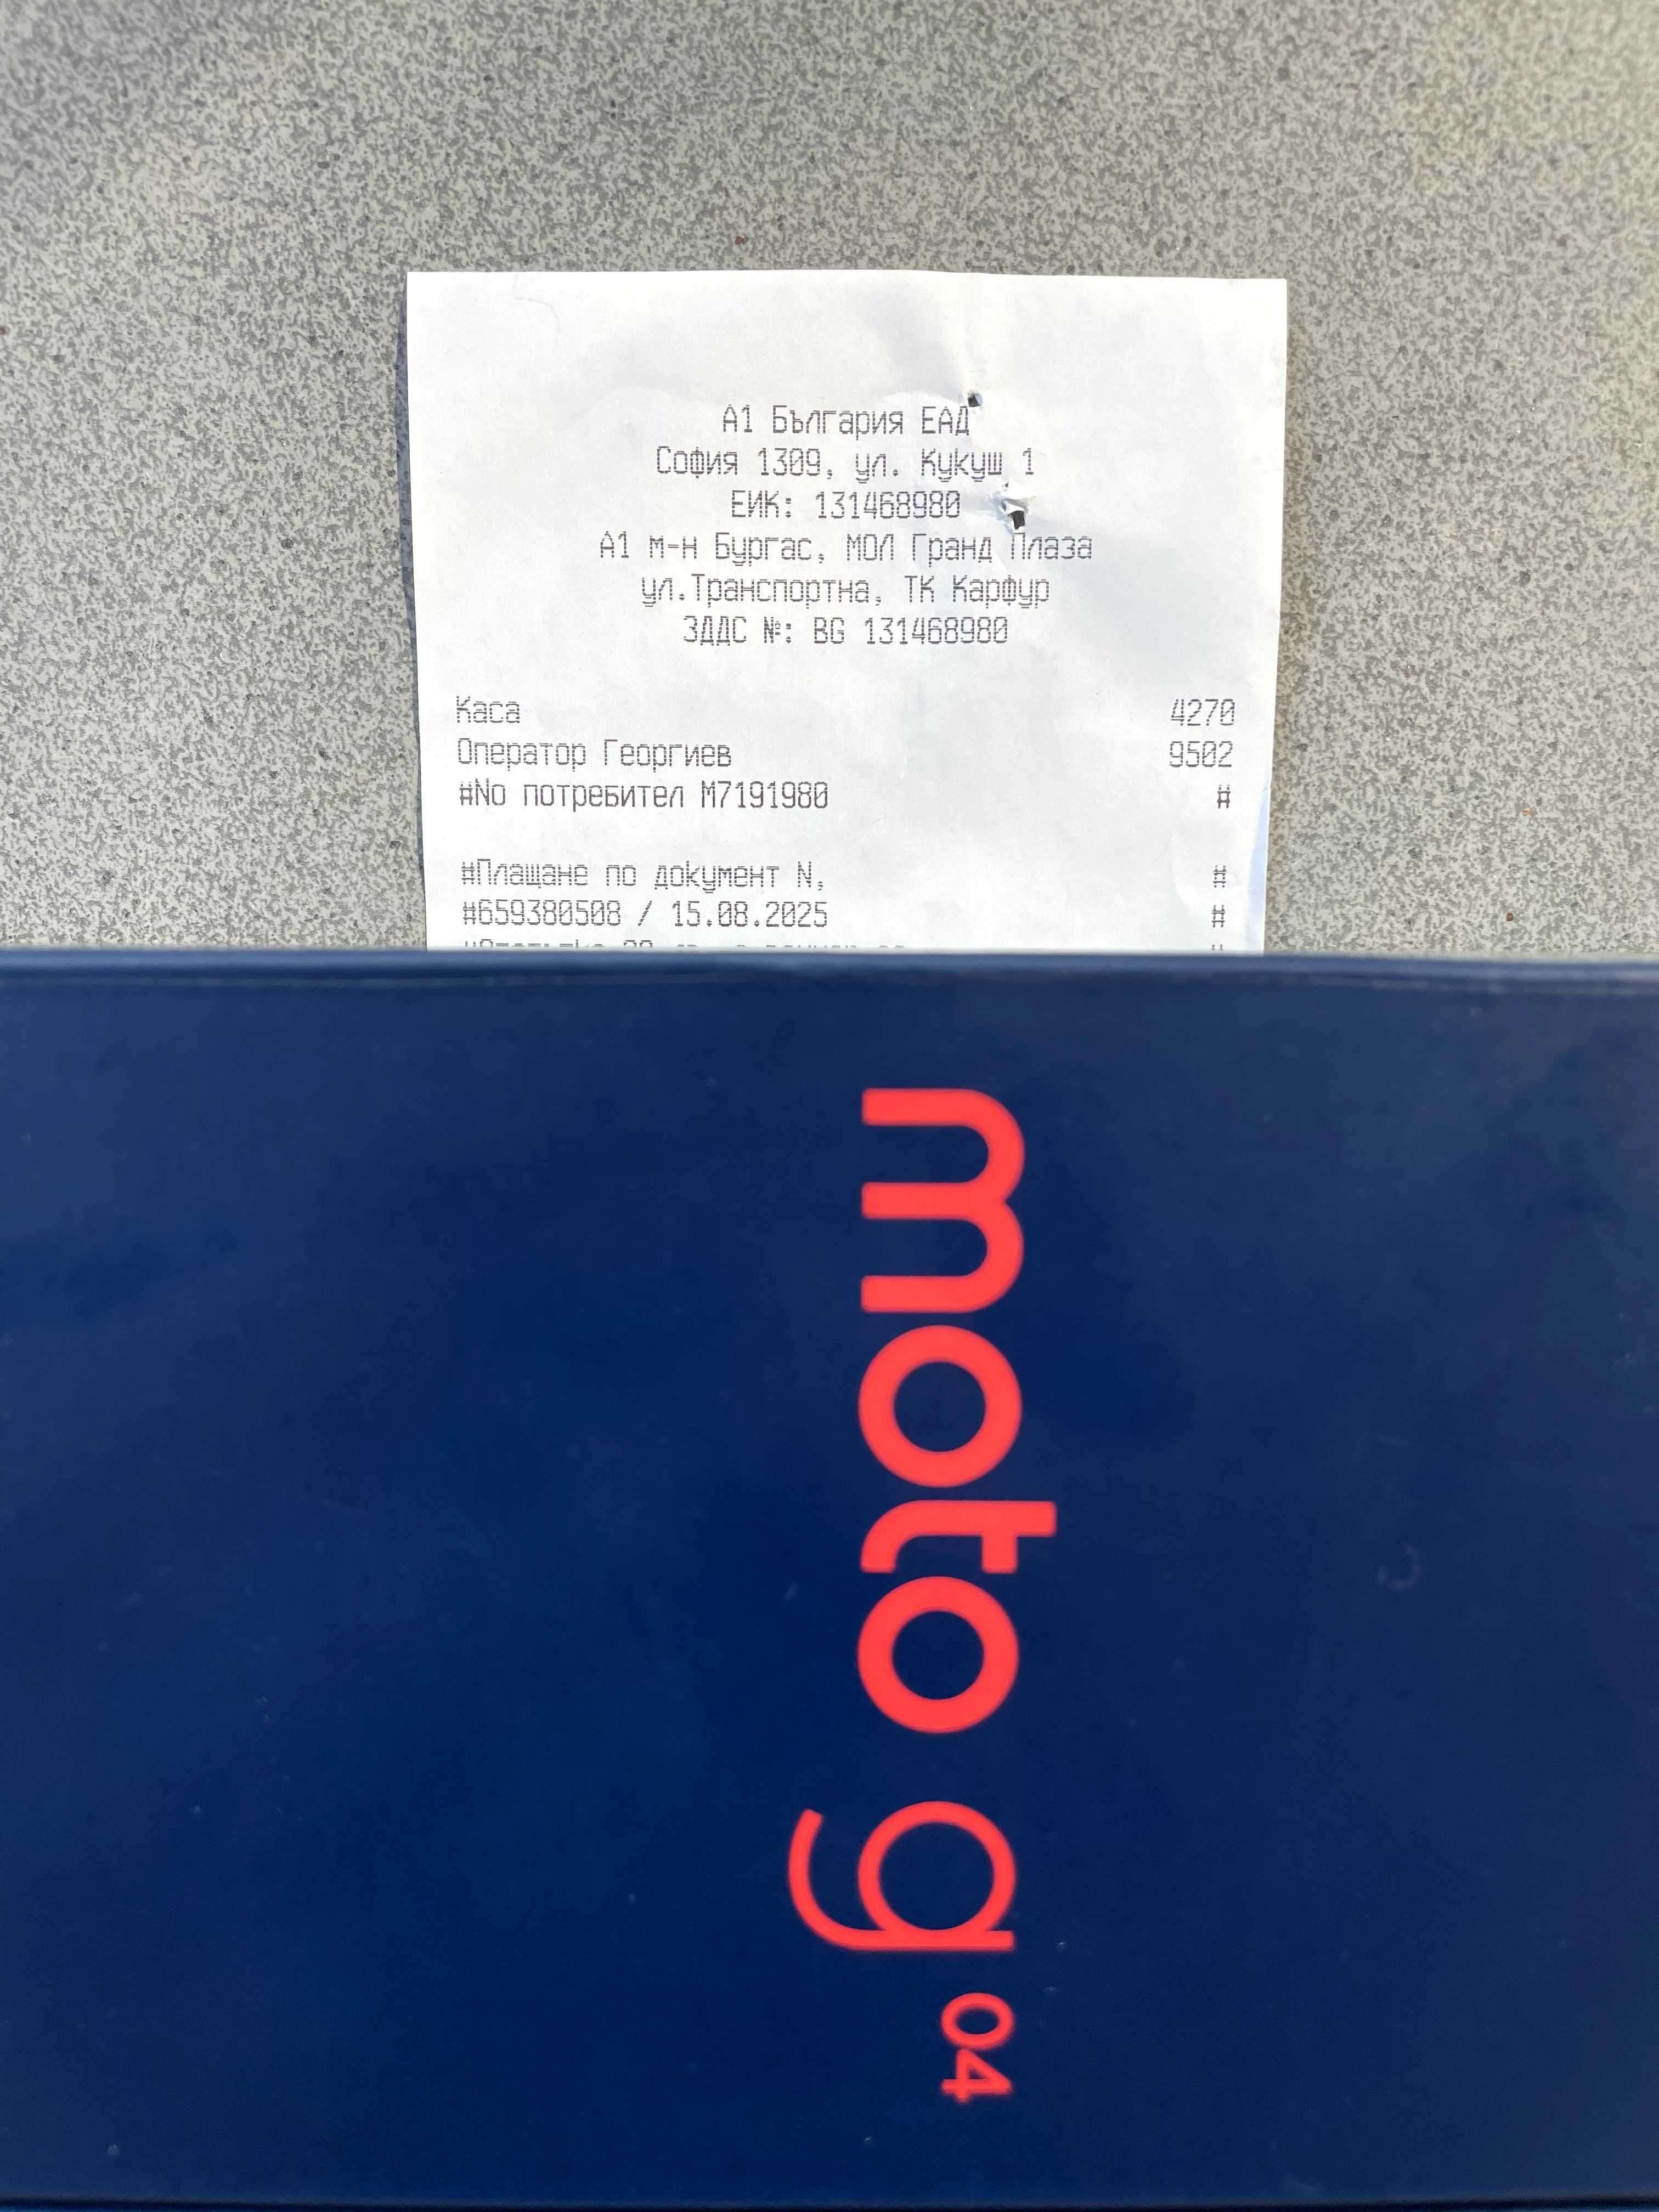 А1 България ЕАД
София 1309, ул. Кукуш 1
ЕИК: 131468980
А1 м-н Бургас, МОЛ Гранд Плаза
ул.Транспортна, ТК Карфур
ЗДДС №: BG 131468980
Каса 4270
Оператор Георгиев 9502
#No потребител M7191980 #
#Плащане по документ N, #
#659380508 / 15.08.2025 #
moto g 04